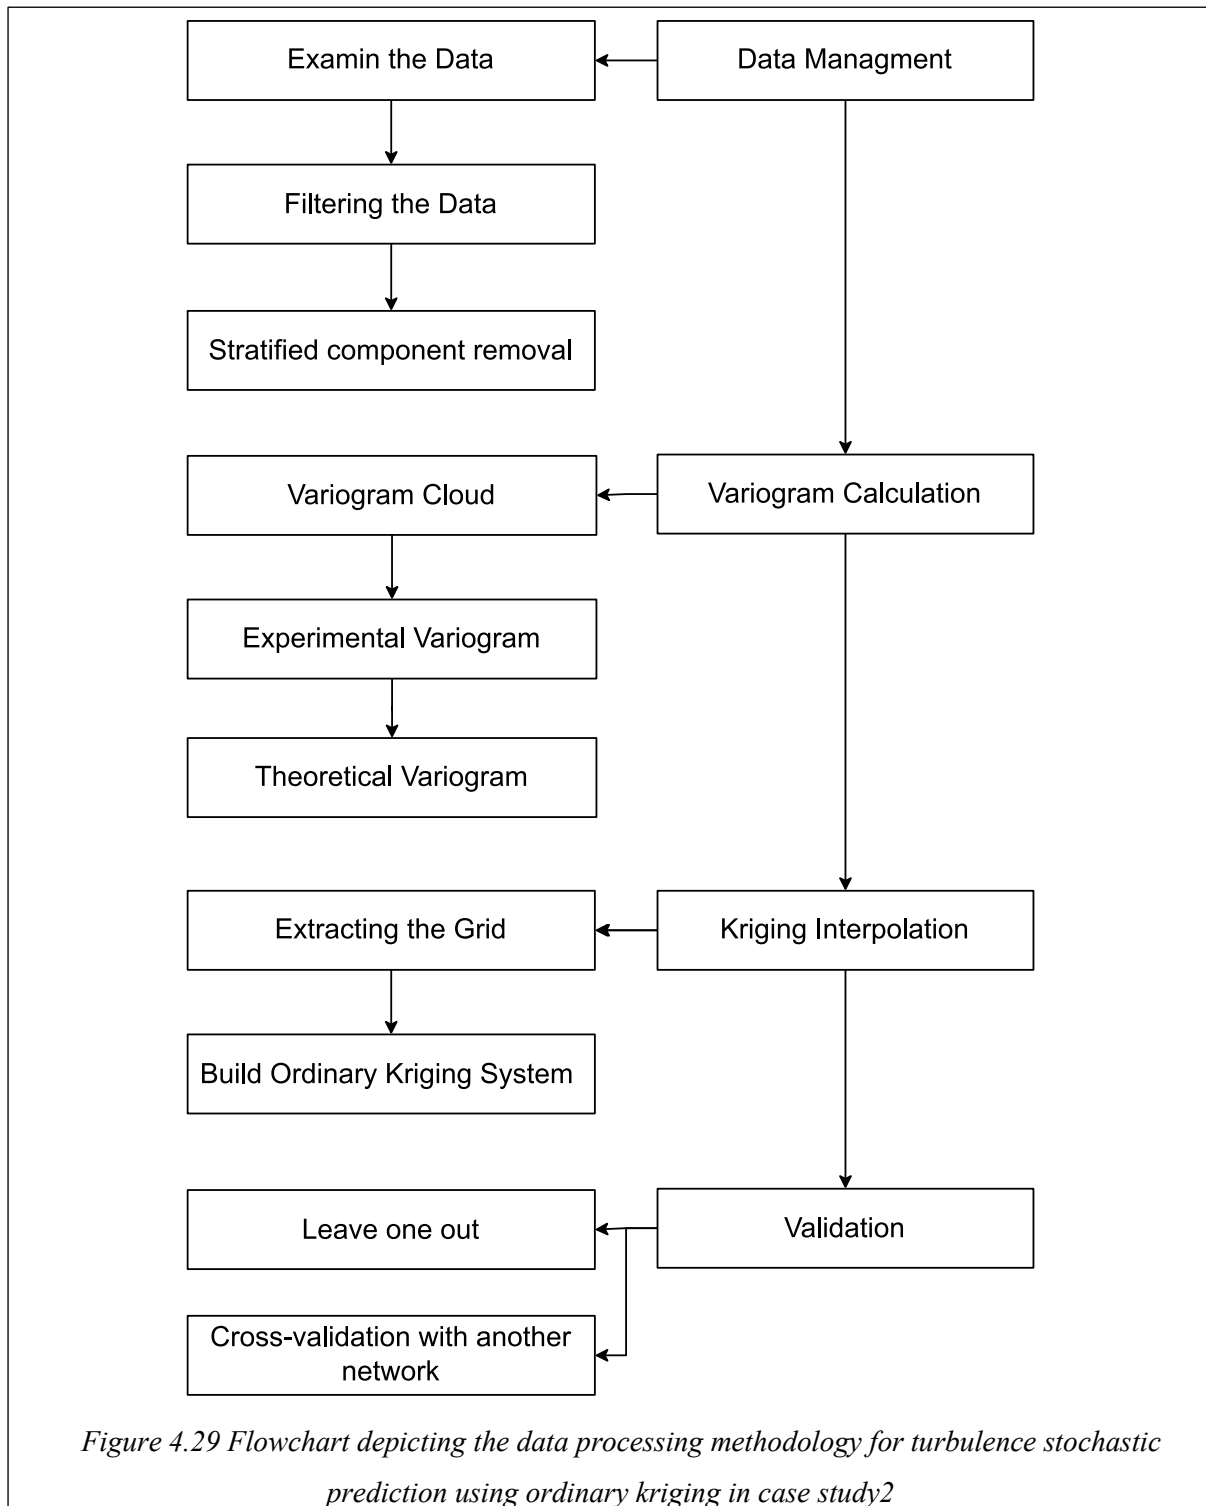 Examin the Data
Data Managment
Filtering the Data
Stratified component removal
Variogram Cloud
Variogram Calculation
Experimental Variogram
Theoretical Variogram
Extracting the Grid
Kriging Interpolation
Build Ordinary Kriging System
Leave one out
Validation
Cross-validation with another
network
Figure 4.29 Flowchart depicting the data processing methodology for turbulence stochastic
prediction using ordinary kriging in case study2